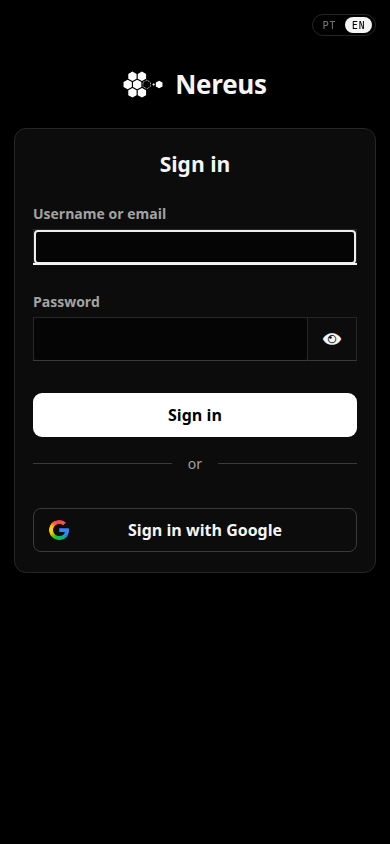 PT EN
Nereus
Sign in
Username or email
Password
Sign in
or
Sign in with Google